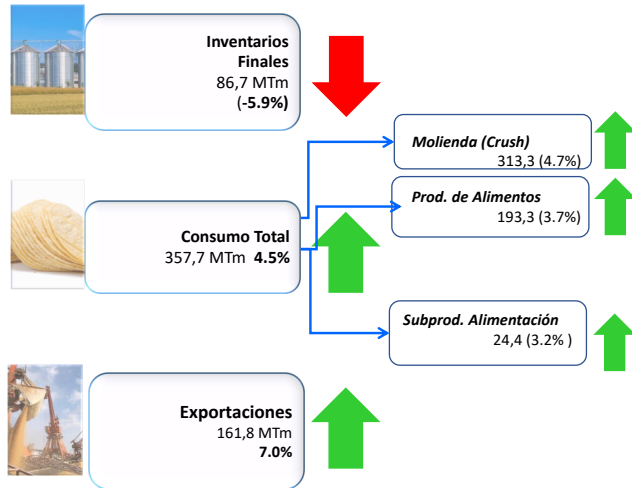 Inventarios
Finales
86,7 MTm
(-5.9%)
Molienda (Crush)
313,3 (4.7%)
Prod. de Alimentos
193,3 (3.7%)
Consumo Total
357,7 MTm 4.5%
Subprod. Alimentación
24,4 (3.2% )
Exportaciones
161,8 MTm
7.0%